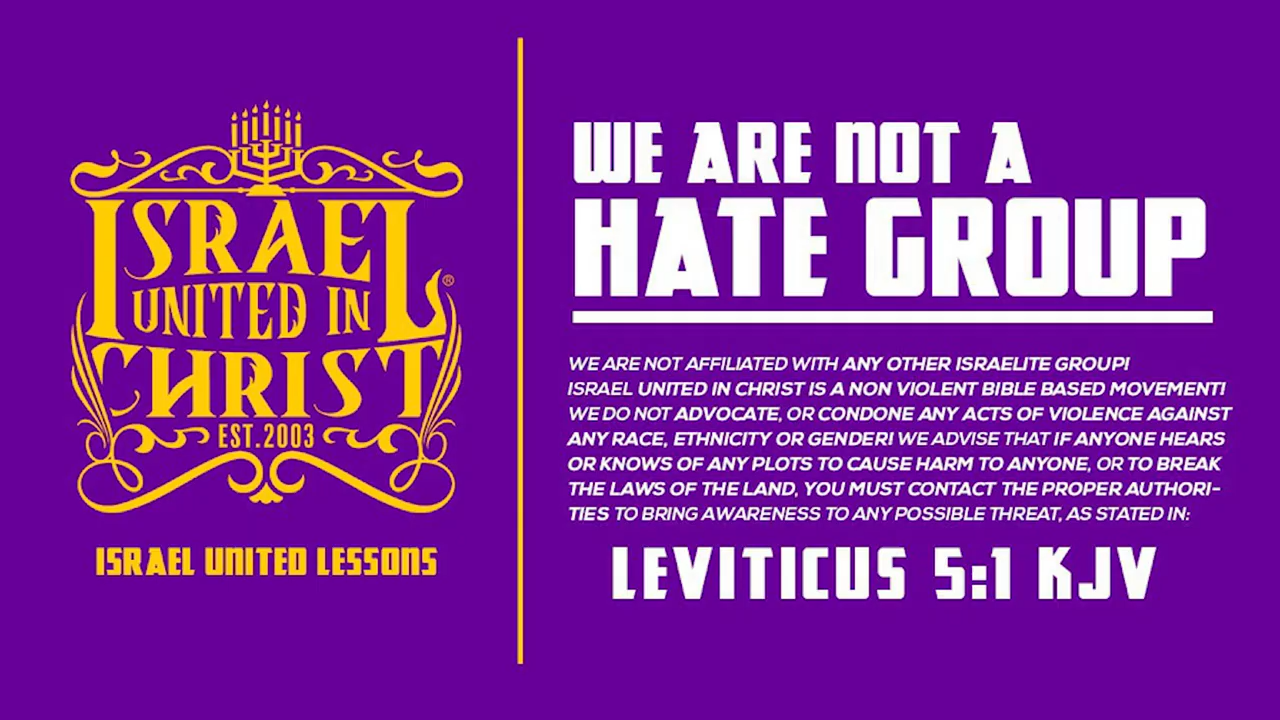 ISRAEL
UNITED IN
CHRIST
®
EST.2003
ISRAEL UNITED LESSONS
WE ARE NOT A
HATE GROUP
WE ARE NOT AFFILIATED WITH ANY OTHER ISRAELITE GROUP!
ISRAEL UNITED IN CHRIST IS A NON VIOLENT BIBLE BASED MOVEMENT!
WE DO NOT ADVOCATE, OR CONDONE ANY ACTS OF VIOLENCE AGAINST
ANY RACE, ETHNICITY OR GENDER! WE ADVISE THAT IF ANYONE HEARS
OR KNOWS OF ANY PLOTS TO CAUSE HARM TO ANYONE, OR TO BREAK
THE LAWS OF THE LAND, YOU MUST CONTACT THE PROPER AUTHORI-
TIES TO BRING AWARENESS TO ANY POSSIBLE THREAT, AS STATED IN:
LEVITICUS 5:1 KJV